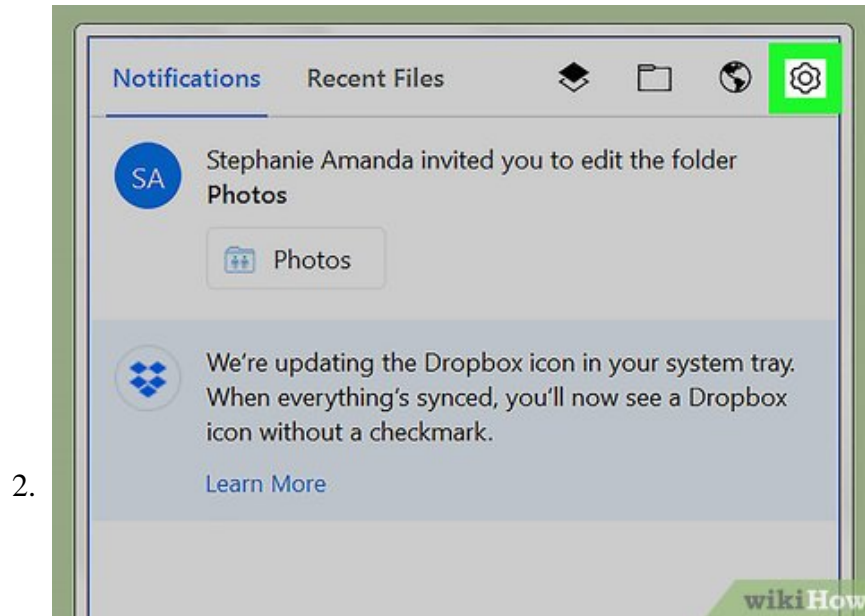 Notifications Recent Files
SA
Stephanie Amanda invited you to edit the folder
Photos
Photos
We're updating the Dropbox icon in your system tray.
When everything's synced, you'll now see a Dropbox
icon without a checkmark.
Learn More
2.
wikiHow